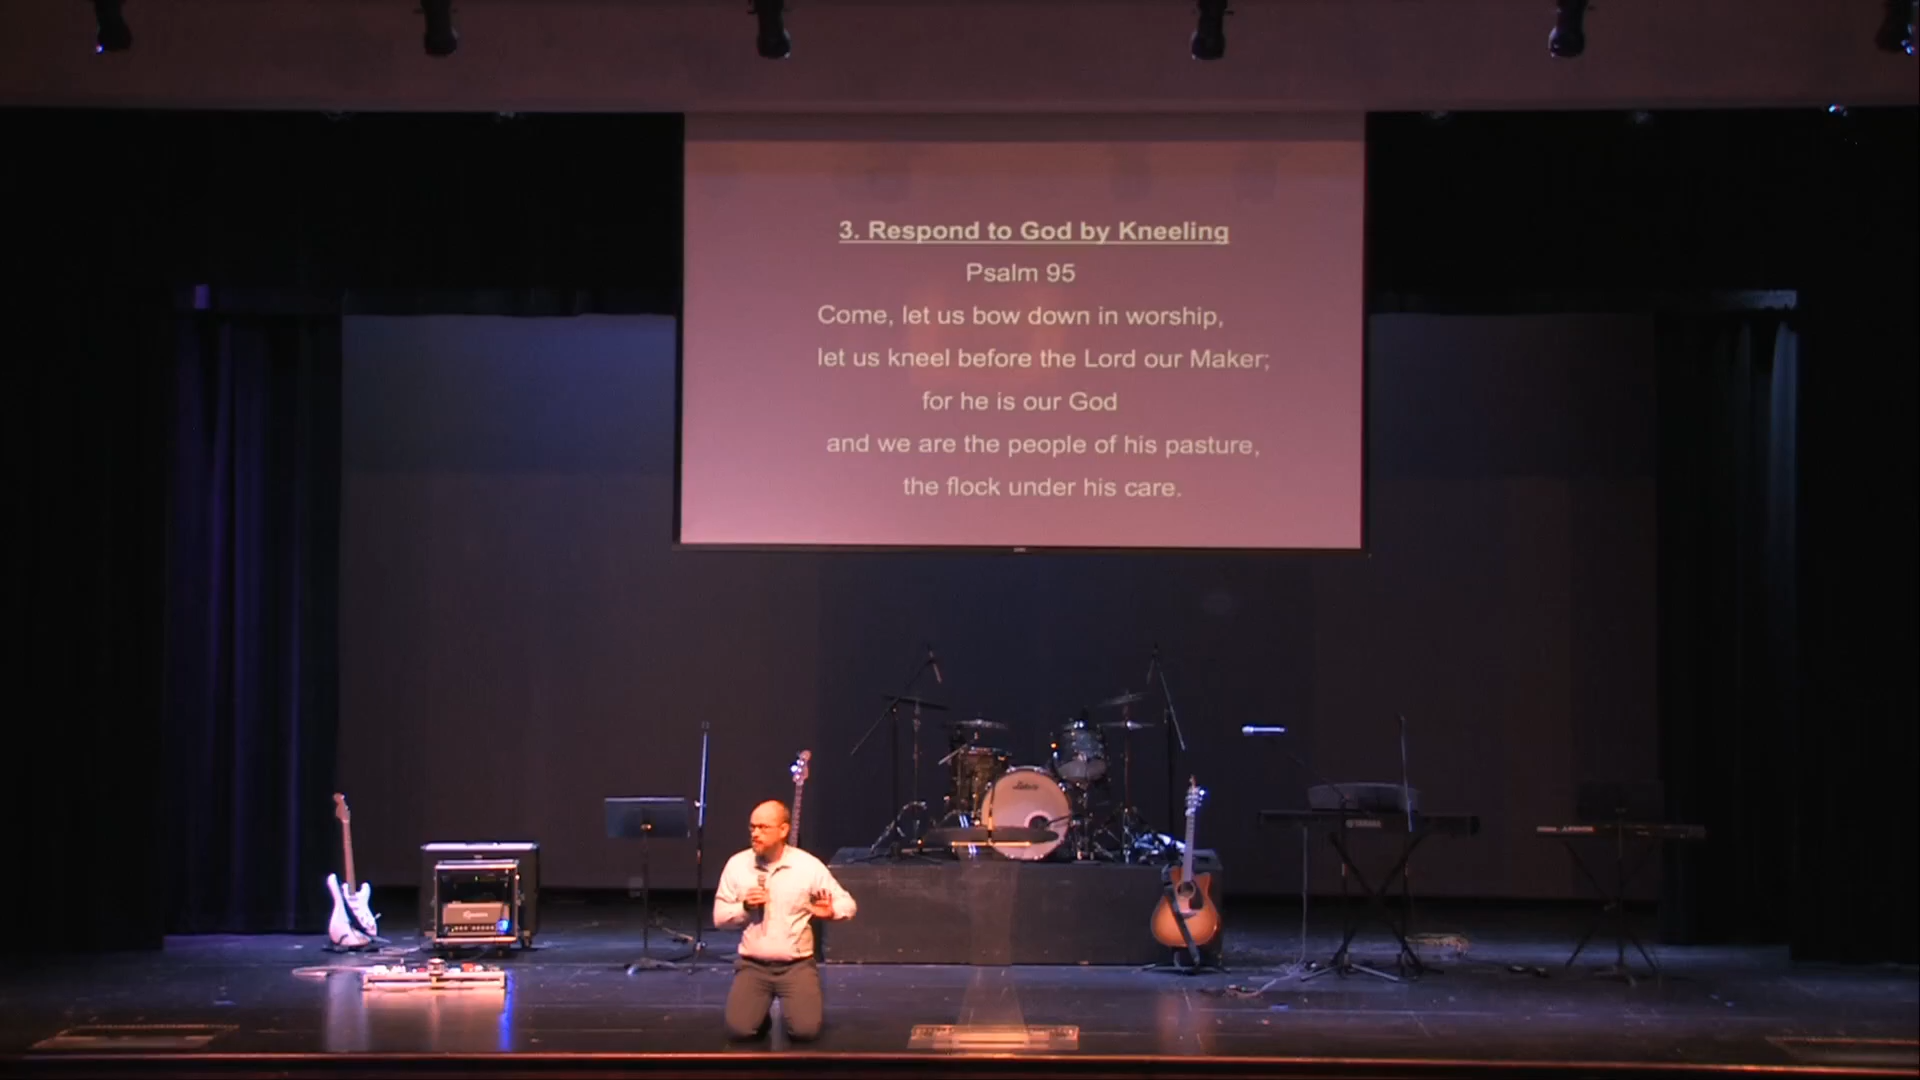 3. Respond to God by Kneeling
Psalm 95
Come, let us bow down in worship,
let us kneel before the Lord our Maker;
for he is our God
and we are the people of his pasture,
the flock under his care.
YAMAHA